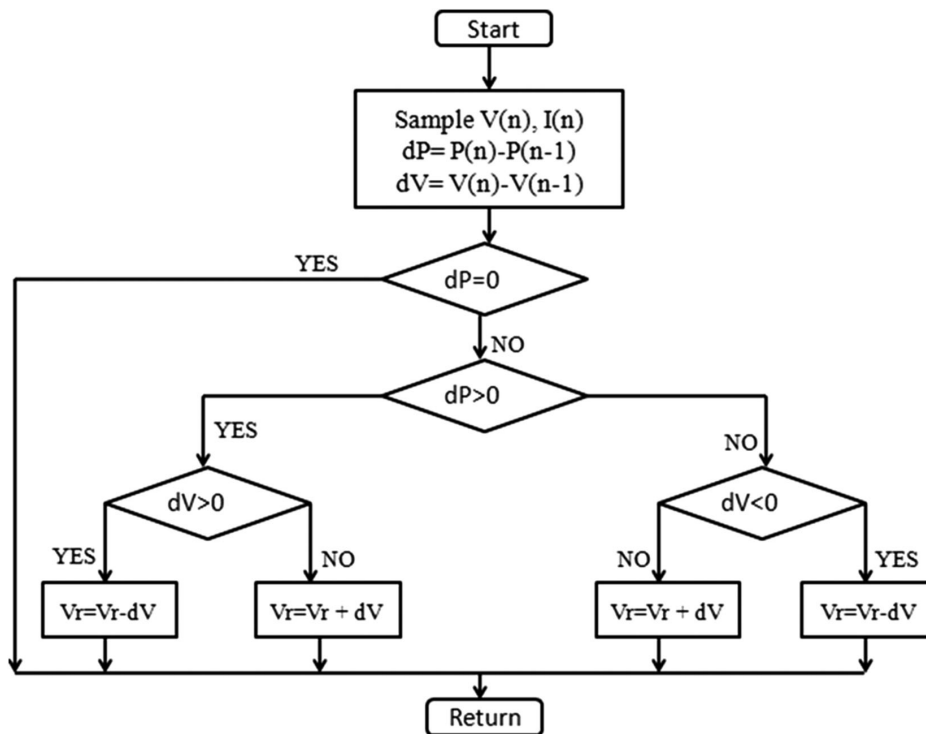 Start
Sample V(n), I(n)
dP= P(n)-P(n-1)
dV= V(n)-V(n-1)
YES
dP=0
NO
dP>0
YES
NO
dV>0
dV<0
YES
NO
NO
YES
Vr=Vr-dV
Vr=Vr + dV
Vr=Vr + dV
Vr=Vr-dV
Return